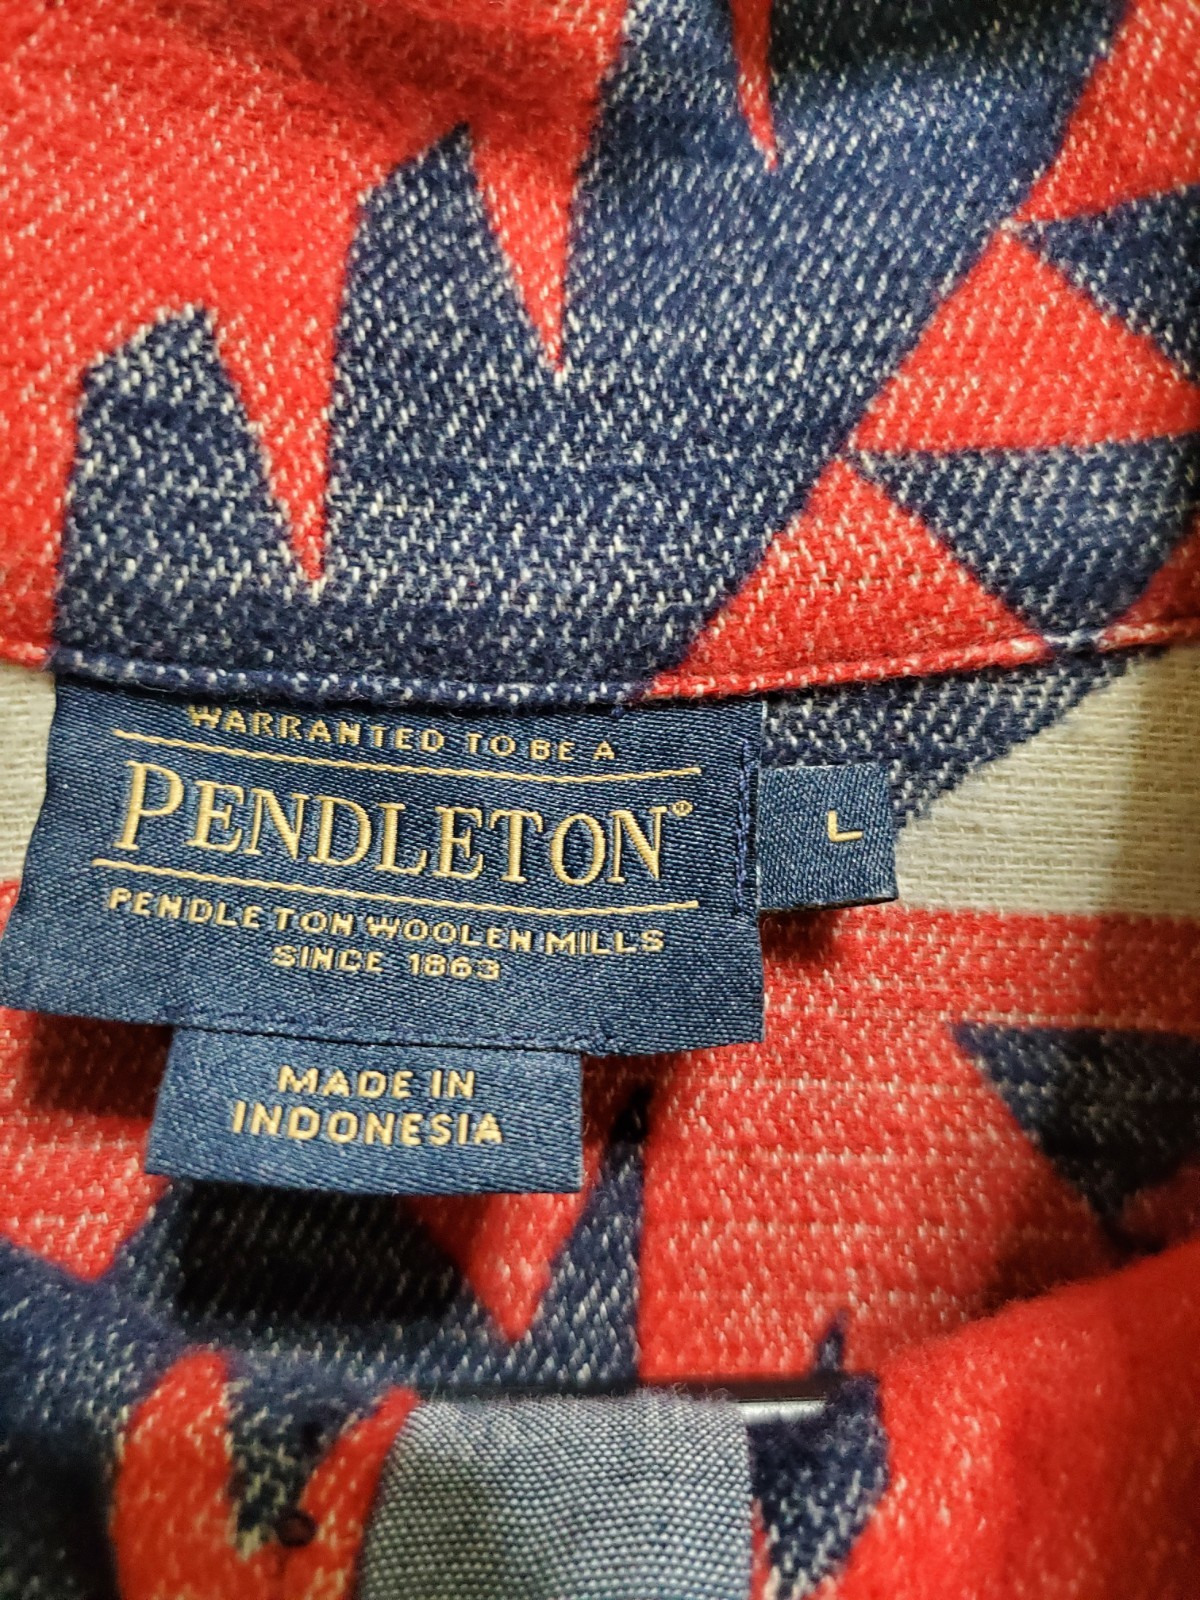 WARRANTED TO BE A
PENDLETON®
PENDLETON WOOLEN MILLS
SINCE 1863
L
MADE IN
INDONESIA